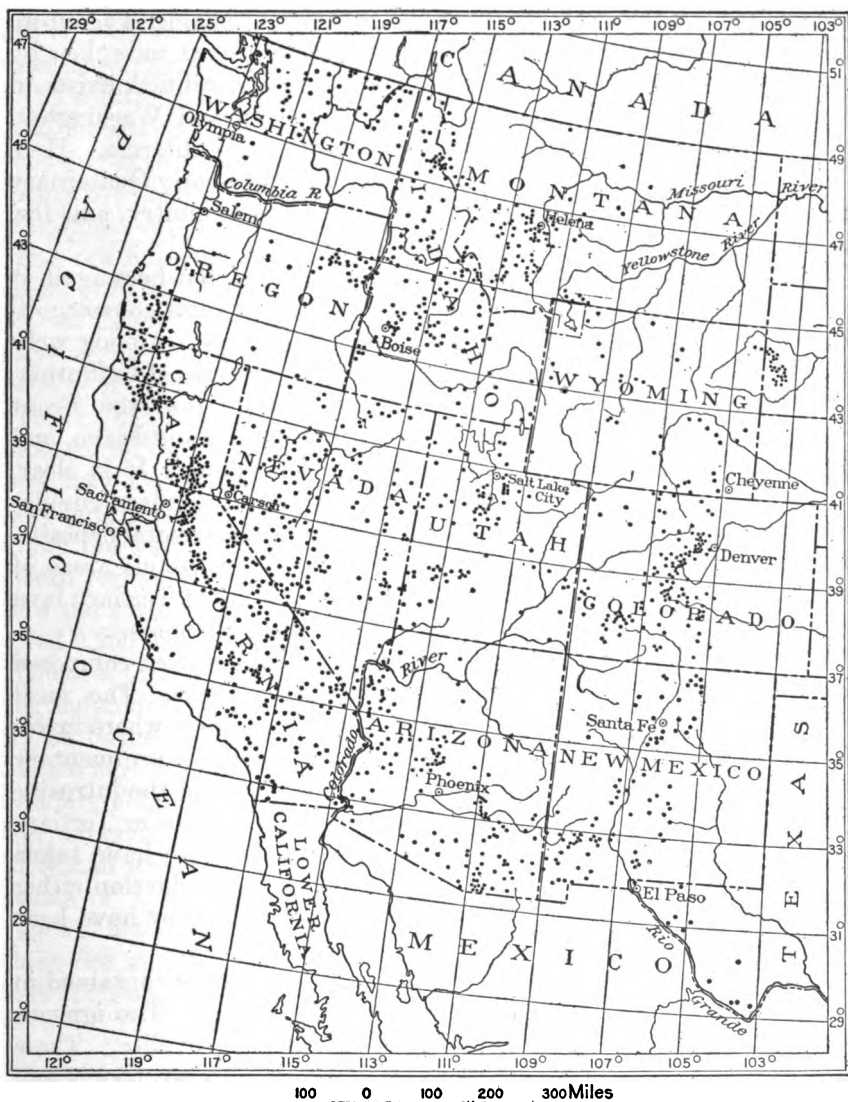 129° 127° 125° 123° 121° 119° 117° 115° 113° 111° 109° 107° 105° 103°
47°
51°
CANADA
WASHINGTON
Olympia
45°
49°
MONTANA
Missouri River
Columbia R
Salem
Helena
43°
47°
Yellowstone River
OREGON
IDAHO
Boise
41°
45°
WYOMING
PACIFIC OCEAN
39°
43°
NEVADA
Salt Lake City
Cheyenne
Sacramento
Carson
San Francisco
UTAH
41°
37°
Denver
39°
COLORADO
35°
CALIFORNIA
River
37°
33°
Santa Fe
ARIZONA
NEW MEXICO
Colorado
Phoenix
35°
31°
TEXAS
33°
LOWER CALIFORNIA
29°
El Paso
31°
MEXICO
Rio Grande
27°
29°
121° 119° 117° 115° 113° 111° 109° 107° 105° 103°
100 0 100 200 300 Miles